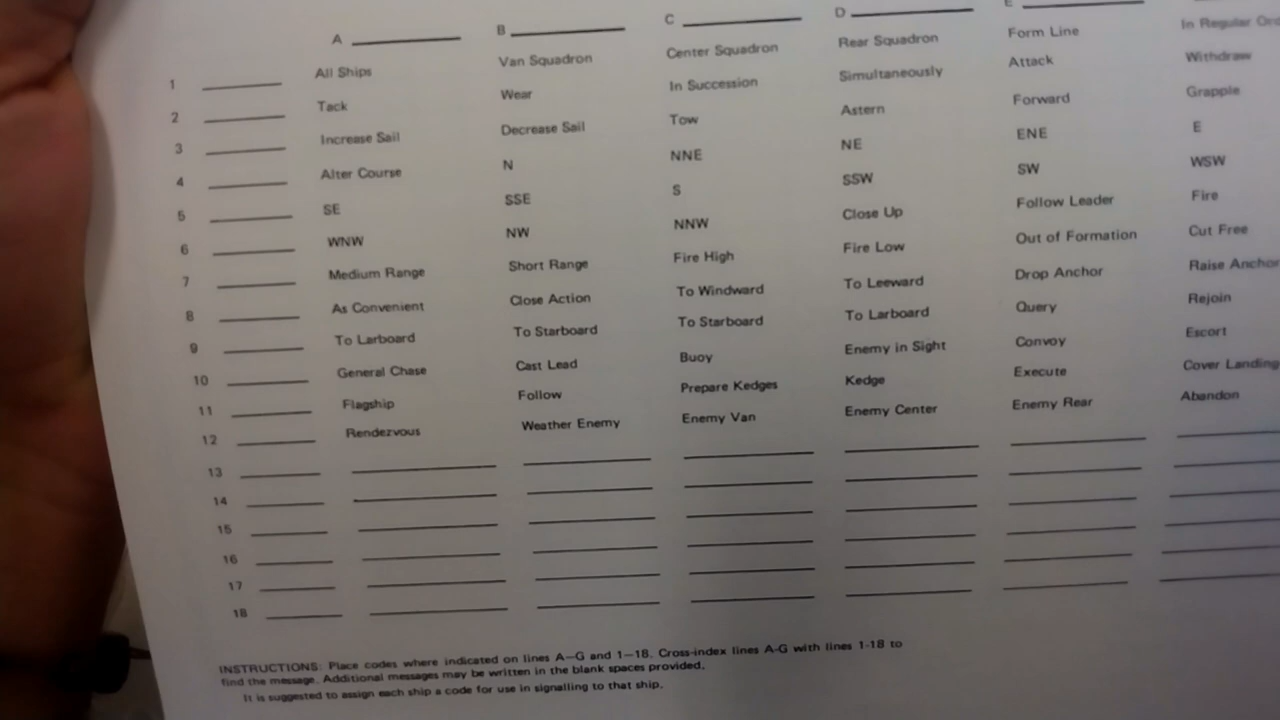 A B C D E
1 All Ships Van Squadron Center Squadron Rear Squadron Form Line In Regular
2 Tack Wear In Succession Simultaneously Attack Withdraw
3 Increase Sail Decrease Sail Tow Astern Forward Grapple
4 Alter Course N NNE NE ENE E
5 SE SSE S SSW SW WSW
6 WNW NW NNW Close Up Follow Leader Fire
7 Medium Range Short Range Fire High Fire Low Out of Formation Cut Free
8 As Convenient Close Action To Windward To Leeward Drop Anchor Raise Anchor
9 To Larboard To Starboard To Starboard To Larboard Query Rejoin
10 General Chase Cast Lead Buoy Enemy in Sight Convoy Escort
11 Flagship Follow Prepare Kedges Kedge Execute Cover Landing
12 Rendezvous Weather Enemy Enemy Van Enemy Center Enemy Rear Abandon
13
14
15
16
17
18
INSTRUCTIONS: Place codes where indicated on lines A—G and 1—18. Cross-index lines A-G with lines 1-18 to
find the message. Additional messages may be written in the blank spaces provided.
It is suggested to assign each ship a code for use in signalling to that ship.